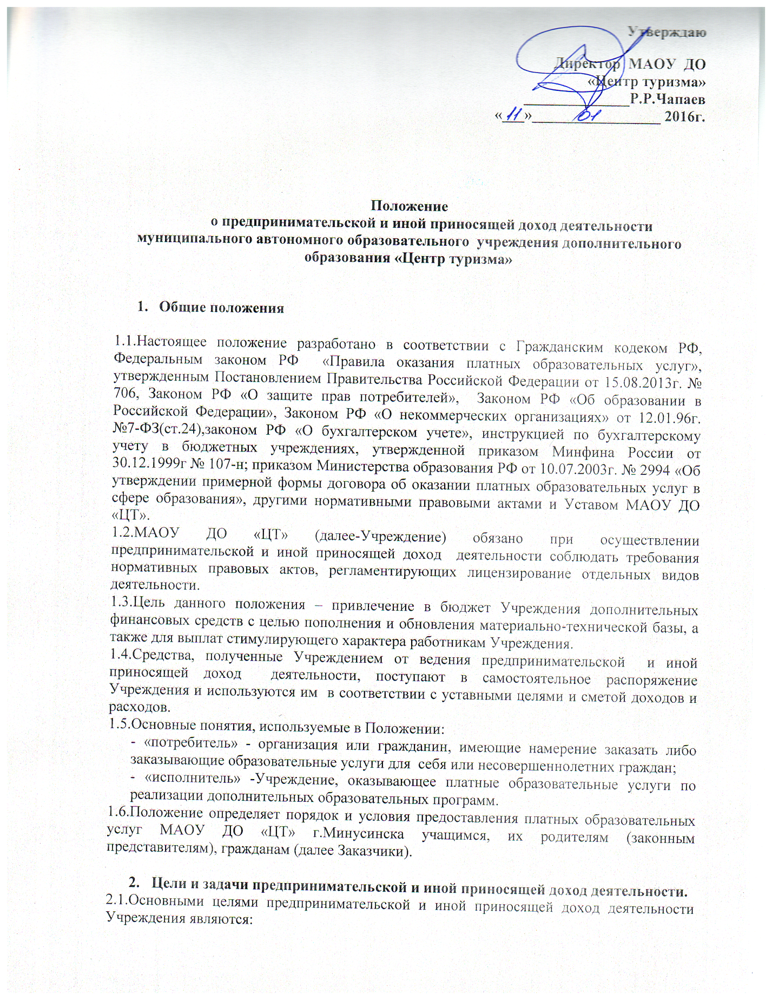 Утверждаю
Директор МАОУ ДО
«Центр туризма»
______________Р.Р.Чапаев
«11» 01 2016г.
Положение
о предпринимательской и иной приносящей доход деятельности
муниципального автономного образовательного учреждения дополнительного
образования «Центр туризма»
1. Общие положения
1.1.Настоящее положение разработано в соответствии с Гражданским кодеком РФ,
Федеральным законом РФ «Правила оказания платных образовательных услуг»,
утвержденным Постановлением Правительства Российской Федерации от 15.08.2013г. №
706, Законом РФ «О защите прав потребителей», Законом РФ «Об образовании в
Российской Федерации», Законом РФ «О некоммерческих организациях» от 12.01.96г.
№7-ФЗ(ст.24),законом РФ «О бухгалтерском учете», инструкцией по бухгалтерскому
учету в бюджетных учреждениях, утвержденной приказом Минфина России от
30.12.1999г № 107-н; приказом Министерства образования РФ от 10.07.2003г. № 2994 «Об
утверждении примерной формы договора об оказании платных образовательных услуг в
сфере образования», другими нормативными правовыми актами и Уставом МАОУ ДО
«ЦТ».
1.2.МАОУ ДО «ЦТ» (далее-Учреждение) обязано при осуществлении
предпринимательской и иной приносящей доход деятельности соблюдать требования
нормативных правовых актов, регламентирующих лицензирование отдельных видов
деятельности.
1.3.Цель данного положения – привлечение в бюджет Учреждения дополнительных
финансовых средств с целью пополнения и обновления материально-технической базы, а
также для выплат стимулирующего характера работникам Учреждения.
1.4.Средства, полученные Учреждением от ведения предпринимательской и иной
приносящей доход деятельности, поступают в самостоятельное распоряжение
Учреждения и используются им в соответствии с уставными целями и сметой доходов и
расходов.
1.5.Основные понятия, используемые в Положении:
- «потребитель» - организация или гражданин, имеющие намерение заказать либо
заказывающие образовательные услуги для себя или несовершеннолетних граждан;
- «исполнитель» -Учреждение, оказывающее платные образовательные услуги по
реализации дополнительных образовательных программ.
1.6.Положение определяет порядок и условия предоставления платных образовательных
услуг МАОУ ДО «ЦТ» г.Минусинска учащимся, их родителям (законным
представителям), гражданам (далее Заказчики).
2. Цели и задачи предпринимательской и иной приносящей доход деятельности.
2.1.Основными целями предпринимательской и иной приносящей доход деятельности
Учреждения являются: